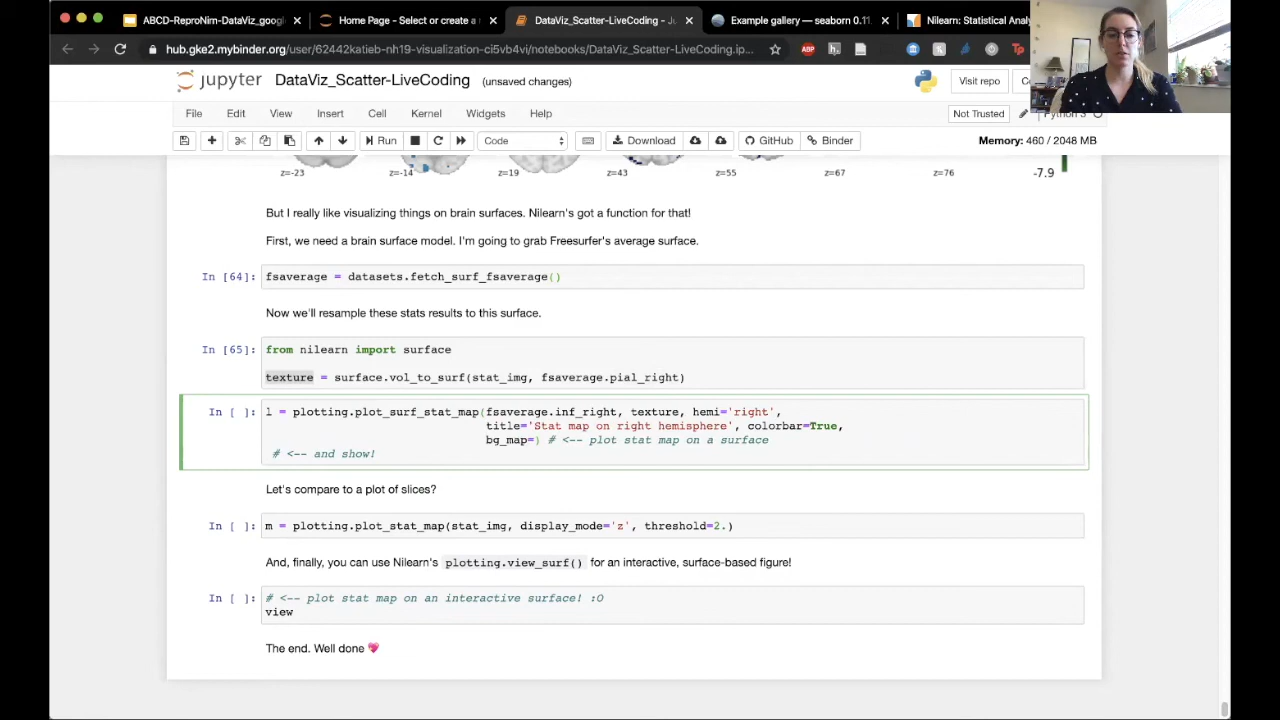 ABCD-ReproNim-DataViz_google
Home Page - Select or create a
DataViz_Scatter-LiveCoding - Ju
Example gallery — seaborn 0.11.
Nilearn: Statistical Anal
hub.gke2.mybinder.org/user/62442katieb-nh19-visualization-ci5vb4vi/notebooks/DataViz_Scatter-LiveCoding.ip...
jupyter DataViz_Scatter-LiveCoding (unsaved changes)
Visit repo
File Edit View Insert Cell Kernel Widgets Help
Not Trusted
Python 3
Run Code Download GitHub Binder
Memory: 460 / 2048 MB
z=-23 z=-14 z=19 z=43 z=55 z=67 z=76 -7.9
But I really like visualizing things on brain surfaces. Nilearn's got a function for that!
First, we need a brain surface model. I'm going to grab Freesurfer's average surface.
In [64]: fsaverage = datasets.fetch_surf_fsaverage()
Now we'll resample these stats results to this surface.
In [65]: from nilearn import surface
texture = surface.vol_to_surf(stat_img, fsaverage.pial_right)
In [ ]: l = plotting.plot_surf_stat_map(fsaverage.inf_right, texture, hemi='right',
title='Stat map on right hemisphere', colorbar=True,
bg_map=) # <-- plot stat map on a surface
# <-- and show!
Let's compare to a plot of slices?
In [ ]: m = plotting.plot_stat_map(stat_img, display_mode='z', threshold=2.)
And, finally, you can use Nilearn's plotting.view_surf() for an interactive, surface-based figure!
In [ ]: # <-- plot stat map on an interactive surface! :O
view
The end. Well done 💖